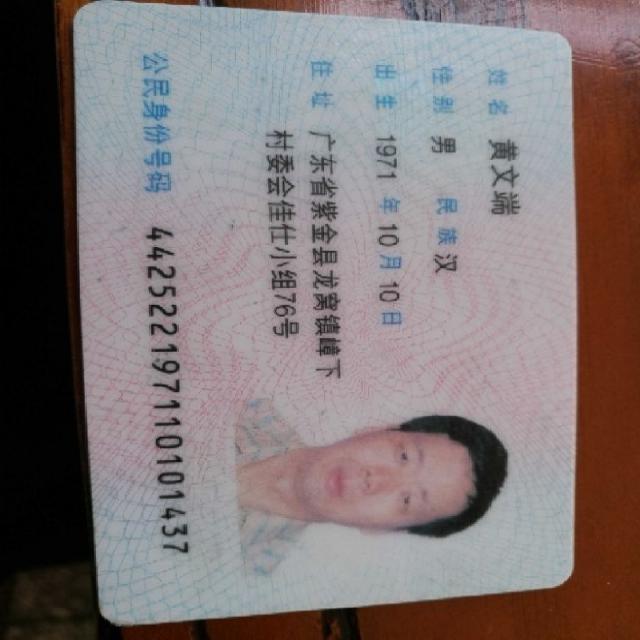 姓名 黄文端
性别 男 民族 汉
出生 1971 年 10 月 10 日
住址 广东省紫金县龙窝镇嶂下
村委会佳仕小组76号
公民身份号码 442522197110101437